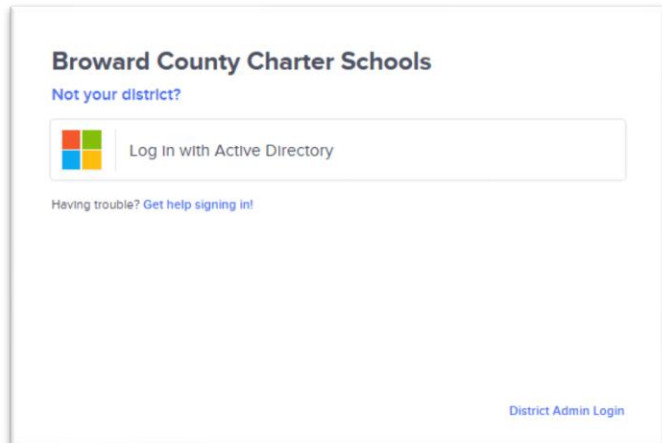 Broward County Charter Schools
Not your district?
Log in with Active Directory
Having trouble? Get help signing in!
District Admin Login